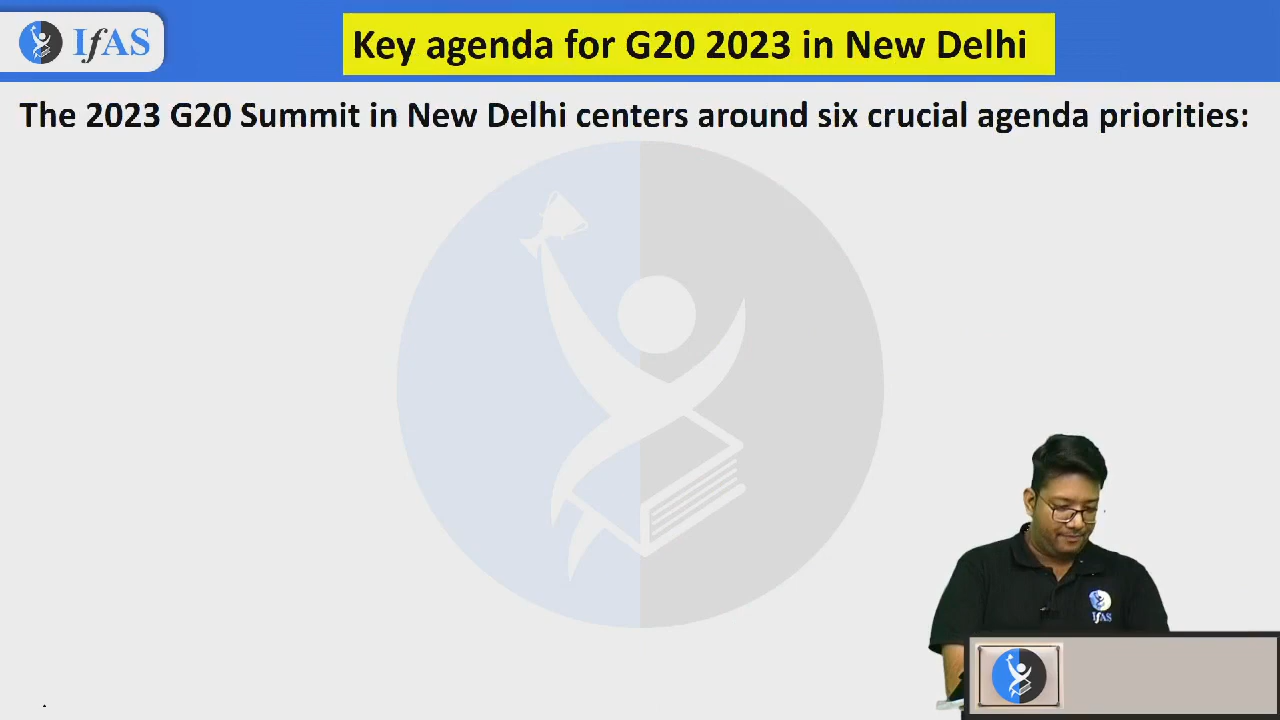 IfAS
Key agenda for G20 2023 in New Delhi
The 2023 G20 Summit in New Delhi centers around six crucial agenda priorities:
IfAS